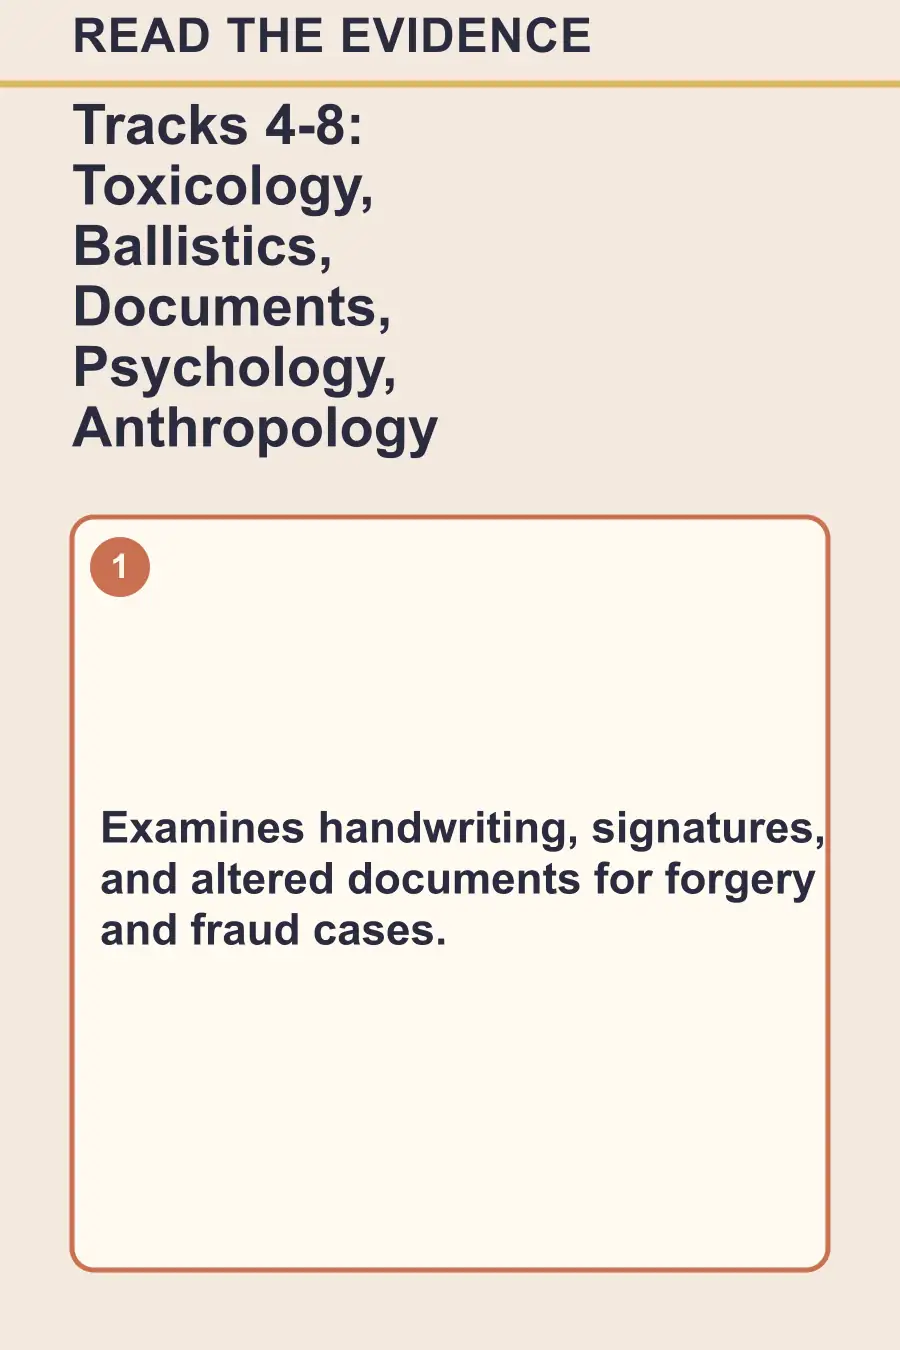 READ THE EVIDENCE
Tracks 4-8:
Toxicology,
Ballistics,
Documents,
Psychology,
Anthropology
1
Examines handwriting, signatures,
and altered documents for forgery
and fraud cases.